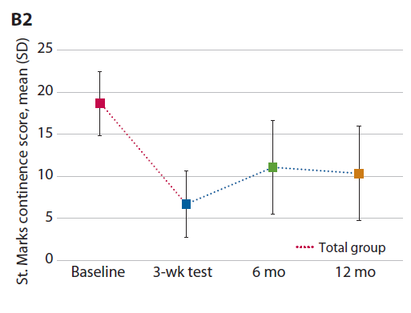 B2
St. Marks continence score, mean (SD)
25
20
15
10
5
0
Baseline 3-wk test 6 mo 12 mo
Total group